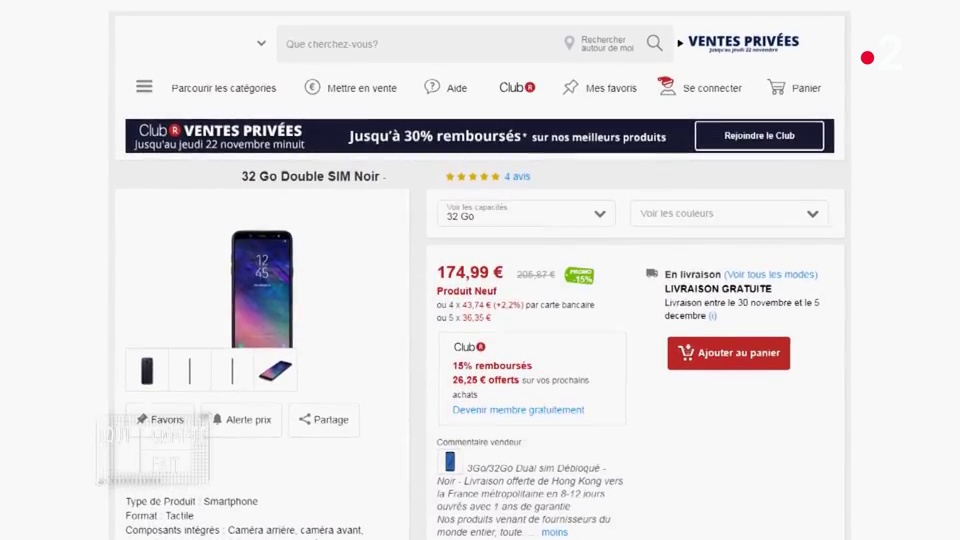 Que cherchez-vous?
Rechercher
autour de moi
VENTES PRIVÉES
Jusqu'au jeudi 22 novembre
2
Parcourir les catégories
Mettre en vente
Aide
Club R
Mes favoris
Se connecter
Panier
Club R VENTES PRIVÉES
Jusqu'au jeudi 22 novembre minuit
Jusqu'à 30% remboursés* sur nos meilleurs produits
Rejoindre le Club
32 Go Double SIM Noir -
4 avis
Voir les capacités
32 Go
Voir les couleurs
12
45
174,99 €
205,87 €
PROMO
15%
Produit Neuf
ou 4 x 43,74 € (+2,2%) par carte bancaire
ou 5 x 36,35 €
En livraison (Voir tous les modes)
LIVRAISON GRATUITE
Livraison entre le 30 novembre et le 5
decembre (i)
Ajouter au panier
Club R
15% remboursés
26,25 € offerts sur vos prochains
achats
Devenir membre gratuitement
Favoris
Alerte prix
Partage
Commentaire vendeur :
3Go/32Go Dual sim Débloqué -
Noir - Livraison offerte de Hong Kong vers
la France métropolitaine en 8-12 jours
ouvrés avec 1 ans de garantie
Nos produits venant de fournisseurs du
monde entier, toute.... moins
Type de Produit : Smartphone
Format : Tactile
Composants intégrés : Caméra arrière, caméra avant,